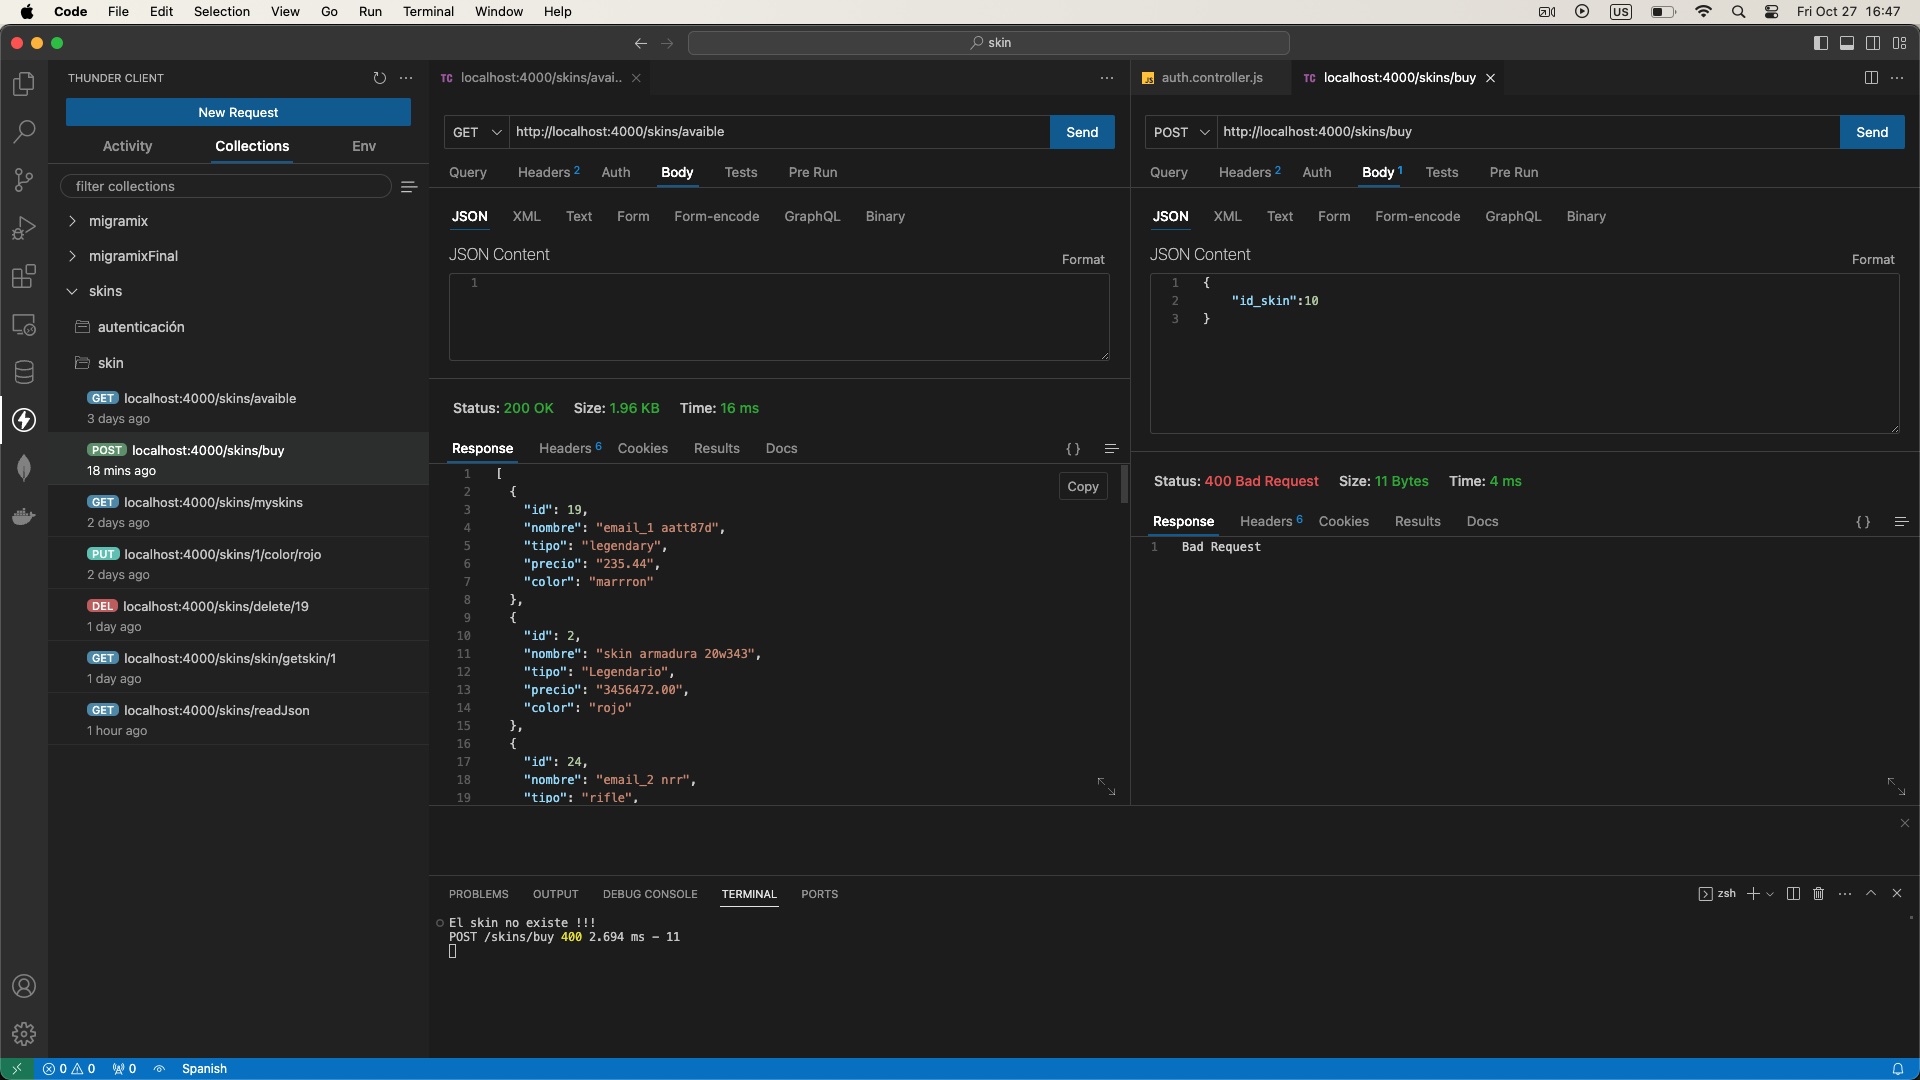 Code File Edit Selection View Go Run Terminal Window Help US Fri Oct 27 16:47
skin
THUNDER CLIENT
New Request
Activity Collections Env
filter collections
migramix
migramixFinal
skins
autenticación
skin
GET localhost:4000/skins/avaible
3 days ago
POST localhost:4000/skins/buy
18 mins ago
GET localhost:4000/skins/myskins
2 days ago
PUT localhost:4000/skins/1/color/rojo
2 days ago
DEL localhost:4000/skins/delete/19
1 day ago
GET localhost:4000/skins/skin/getskin/1
1 day ago
GET localhost:4000/skins/readJson
1 hour ago
TC localhost:4000/skins/avai..
GET http://localhost:4000/skins/avaible Send
Query Headers 2 Auth Body Tests Pre Run
JSON XML Text Form Form-encode GraphQL Binary
JSON Content
Format
1
Status: 200 OK Size: 1.96 KB Time: 16 ms
Response Headers 6 Cookies Results Docs { }
Copy
1 [
2 {
3 "id": 19,
4 "nombre": "email_1 aatt87d",
5 "tipo": "legendary",
6 "precio": "235.44",
7 "color": "marrron"
8 },
9 {
10 "id": 2,
11 "nombre": "skin armadura 20w343",
12 "tipo": "Legendario",
13 "precio": "3456472.00",
14 "color": "rojo"
15 },
16 {
17 "id": 24,
18 "nombre": "email_2 nrr",
19 "tipo": "rifle",
JS auth.controller.js TC localhost:4000/skins/buy
POST http://localhost:4000/skins/buy Send
Query Headers 2 Auth Body 1 Tests Pre Run
JSON XML Text Form Form-encode GraphQL Binary
JSON Content
Format
1 {
2 "id_skin":10
3 }
Status: 400 Bad Request Size: 11 Bytes Time: 4 ms
Response Headers 6 Cookies Results Docs { }
1 Bad Request
PROBLEMS OUTPUT DEBUG CONSOLE TERMINAL PORTS zsh
El skin no existe !!!
POST /skins/buy 400 2.694 ms - 11
0 0 0 Spanish